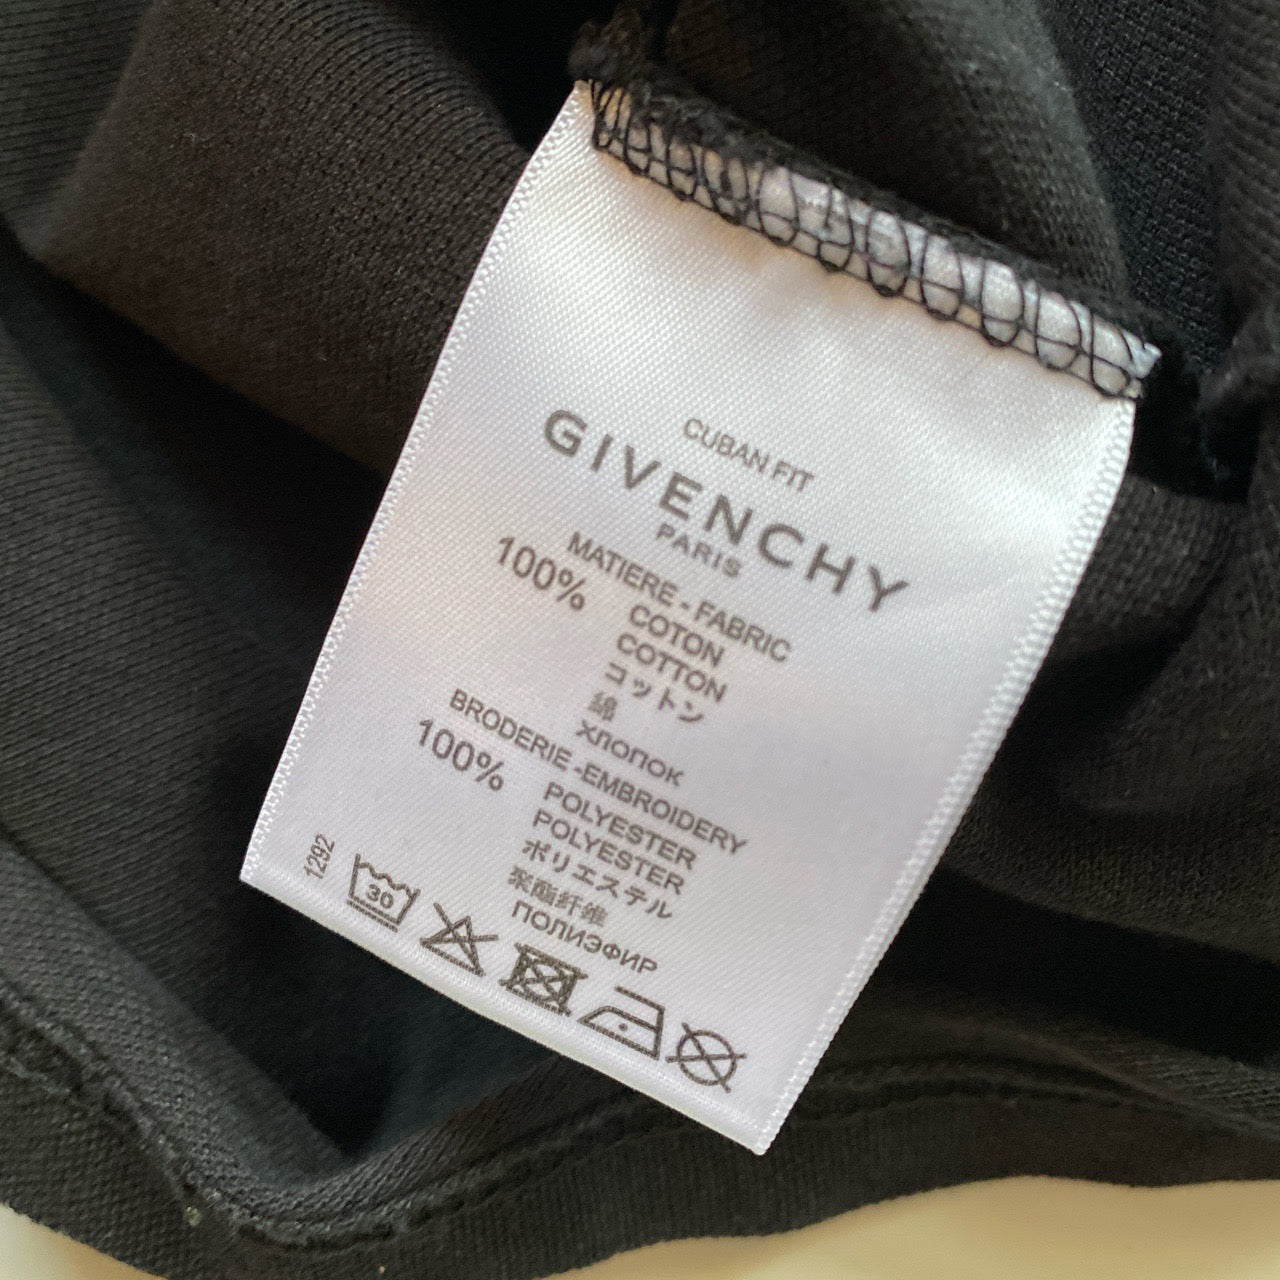 CUBAN FIT
GIVENCHY
PARIS
MATIERE - FABRIC
100% COTON
COTTON
コットン
綿
ХЛОПОК
BRODERIE -EMBROIDERY
100% POLYESTER
POLYESTER
ポリエステル
聚酯纤维
ПОЛИЭФИР
1292
30